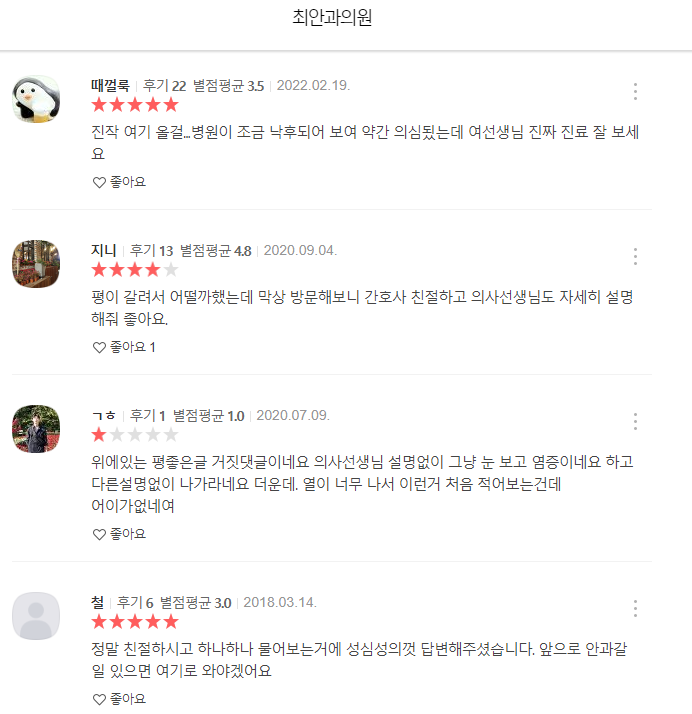 최안과의원
때껄룩 후기 22 별점평균 3.5 2022.02.19.
진작 여기 올걸...병원이 조금 낙후되어 보여 약간 의심됬는데 여선생님 진짜 진료 잘 보세
요
좋아요
지니 후기 13 별점평균 4.8 2020.09.04.
평이 갈려서 어떨까했는데 막상 방문해보니 간호사 친절하고 의사선생님도 자세히 설명
해줘 좋아요.
좋아요 1
ㄱㅎ 후기 1 별점평균 1.0 2020.07.09.
위에있는 평좋은글 거짓댓글이네요 의사선생님 설명없이 그냥 눈 보고 염증이네요 하고
다른설명없이 나가라네요 더운데. 열이 너무 나서 이런거 처음 적어보는건데
어이가없네여
좋아요
철 후기 6 별점평균 3.0 2018.03.14.
정말 친절하시고 하나하나 물어보는거에 성심성의껏 답변해주셨습니다. 앞으로 안과갈
일 있으면 여기로 와야겠어요
좋아요